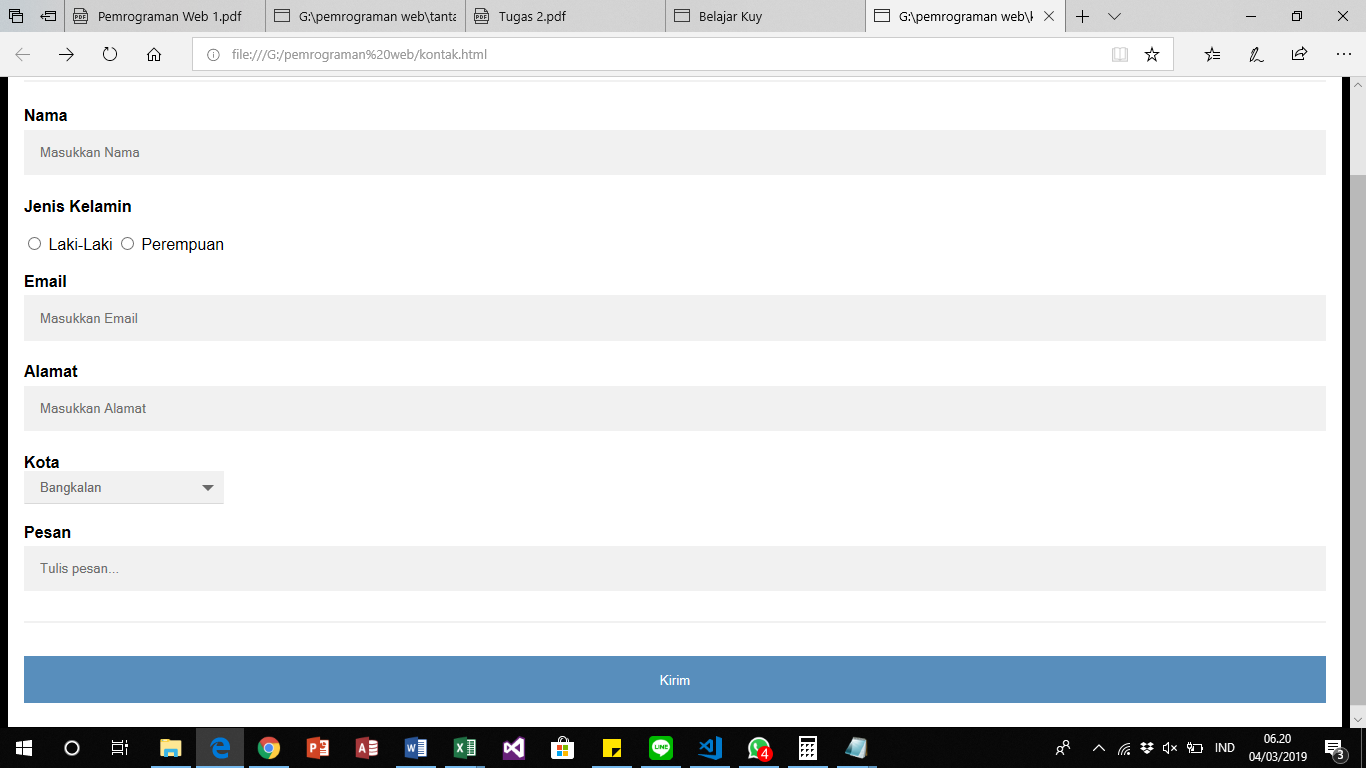 Pemrograman Web 1.pdf
G:\pemrograman web\tanta
Tugas 2.pdf
Belajar Kuy
G:\pemrograman web\k
file:///G:/pemrograman%20web/kontak.html
Nama
Masukkan Nama
Jenis Kelamin
Laki-Laki Perempuan
Email
Masukkan Email
Alamat
Masukkan Alamat
Kota
Bangkalan
Pesan
Tulis pesan...
Kirim
IND
06.20
04/03/2019
4
3